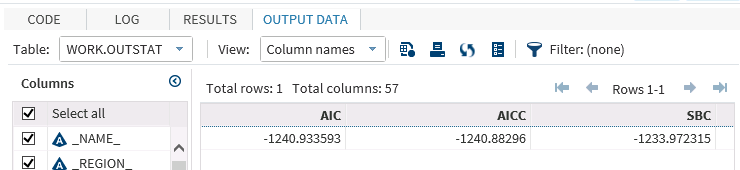 CODE LOG RESULTS OUTPUT DATA
Table: WORK.OUTSTAT View: Column names Filter: (none)
Columns
Total rows: 1 Total columns: 57 Rows 1-1
Select all
AIC AICC SBC
_NAME_
-1240.933593 -1240.88296 -1233.972315
_REGION_